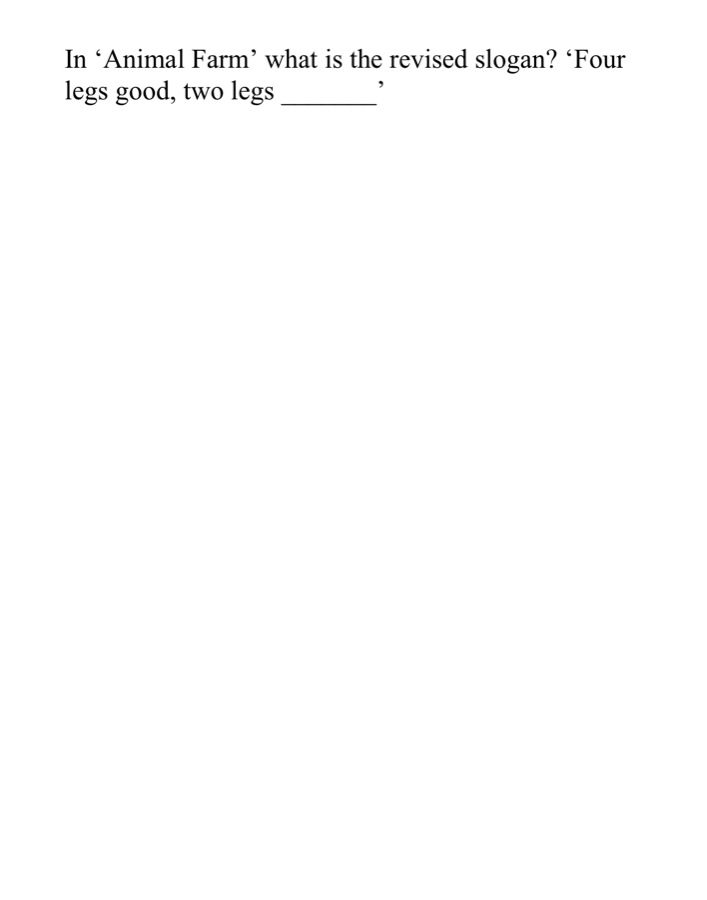 In ‘Animal Farm’ what is the revised slogan? ‘Four
legs good, two legs _______’